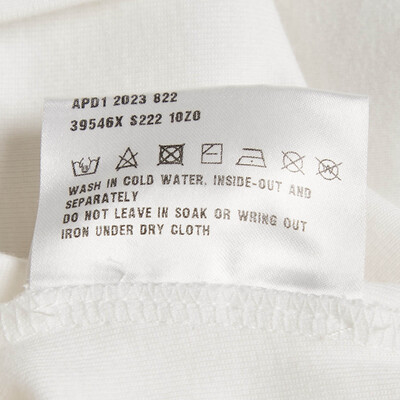 APD1 2023 822
39546X S222 10Z0
WASH IN COLD WATER, INSIDE-OUT AND
SEPARATELY
DO NOT LEAVE IN SOAK OR WRING OUT
IRON UNDER DRY CLOTH